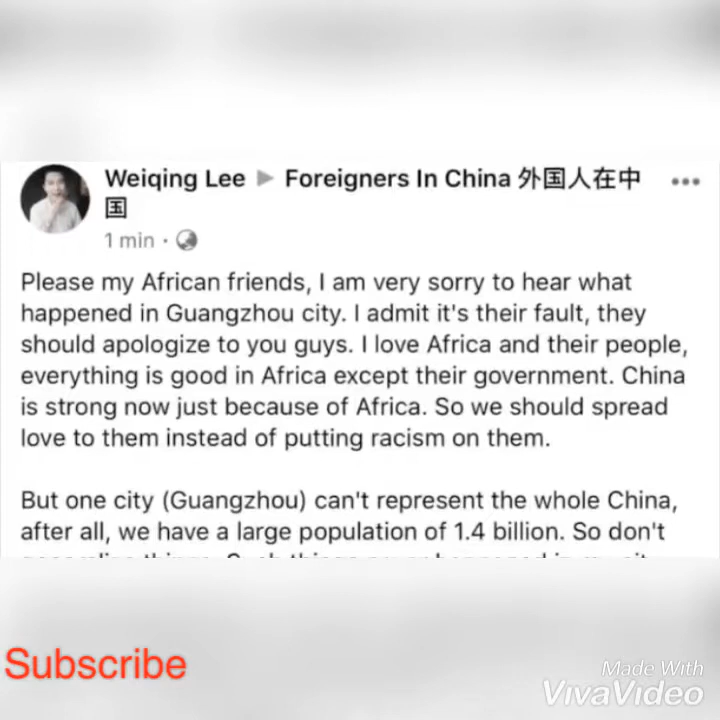 Weiqing Lee ▶ Foreigners In China 外国人在中
国
1 min ·
Please my African friends, I am very sorry to hear what
happened in Guangzhou city. I admit it's their fault, they
should apologize to you guys. I love Africa and their people,
everything is good in Africa except their government. China
is strong now just because of Africa. So we should spread
love to them instead of putting racism on them.
But one city (Guangzhou) can't represent the whole China,
after all, we have a large population of 1.4 billion. So don't
Subscribe
Made With
VivaVideo